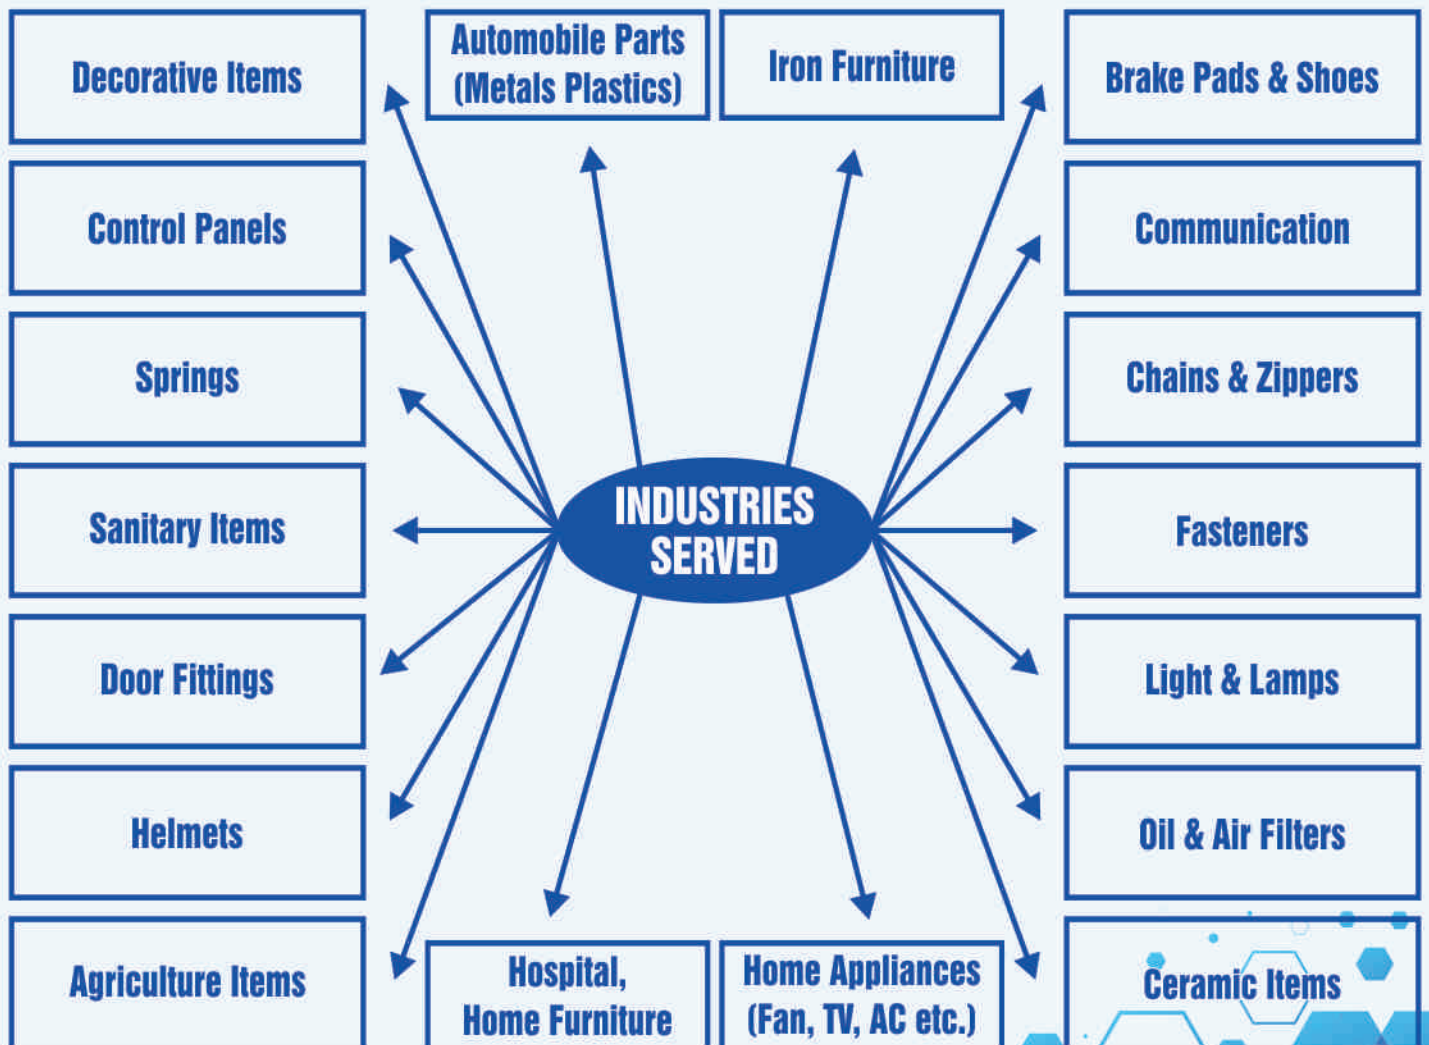 Decorative Items
Automobile Parts
(Metals Plastics)
Iron Furniture
Brake Pads & Shoes
Control Panels
Communication
Springs
Chains & Zippers
INDUSTRIES
SERVED
Sanitary Items
Fasteners
Door Fittings
Light & Lamps
Helmets
Oil & Air Filters
Agriculture Items
Hospital,
Home Furniture
Home Appliances
(Fan, TV, AC etc.)
Ceramic Items